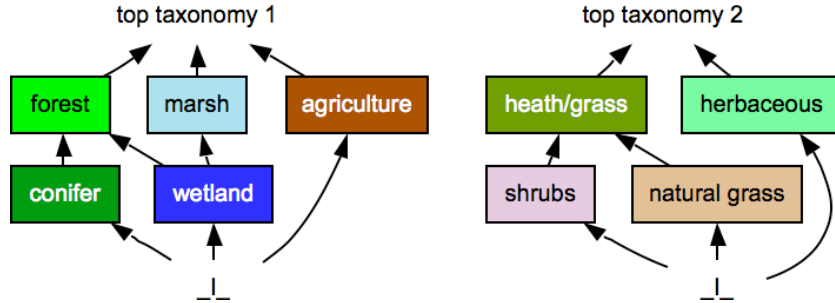 top taxonomy 1
top taxonomy 2
forest
marsh
agriculture
heath/grass
herbaceous
conifer
wetland
shrubs
natural grass
_|_
_|_